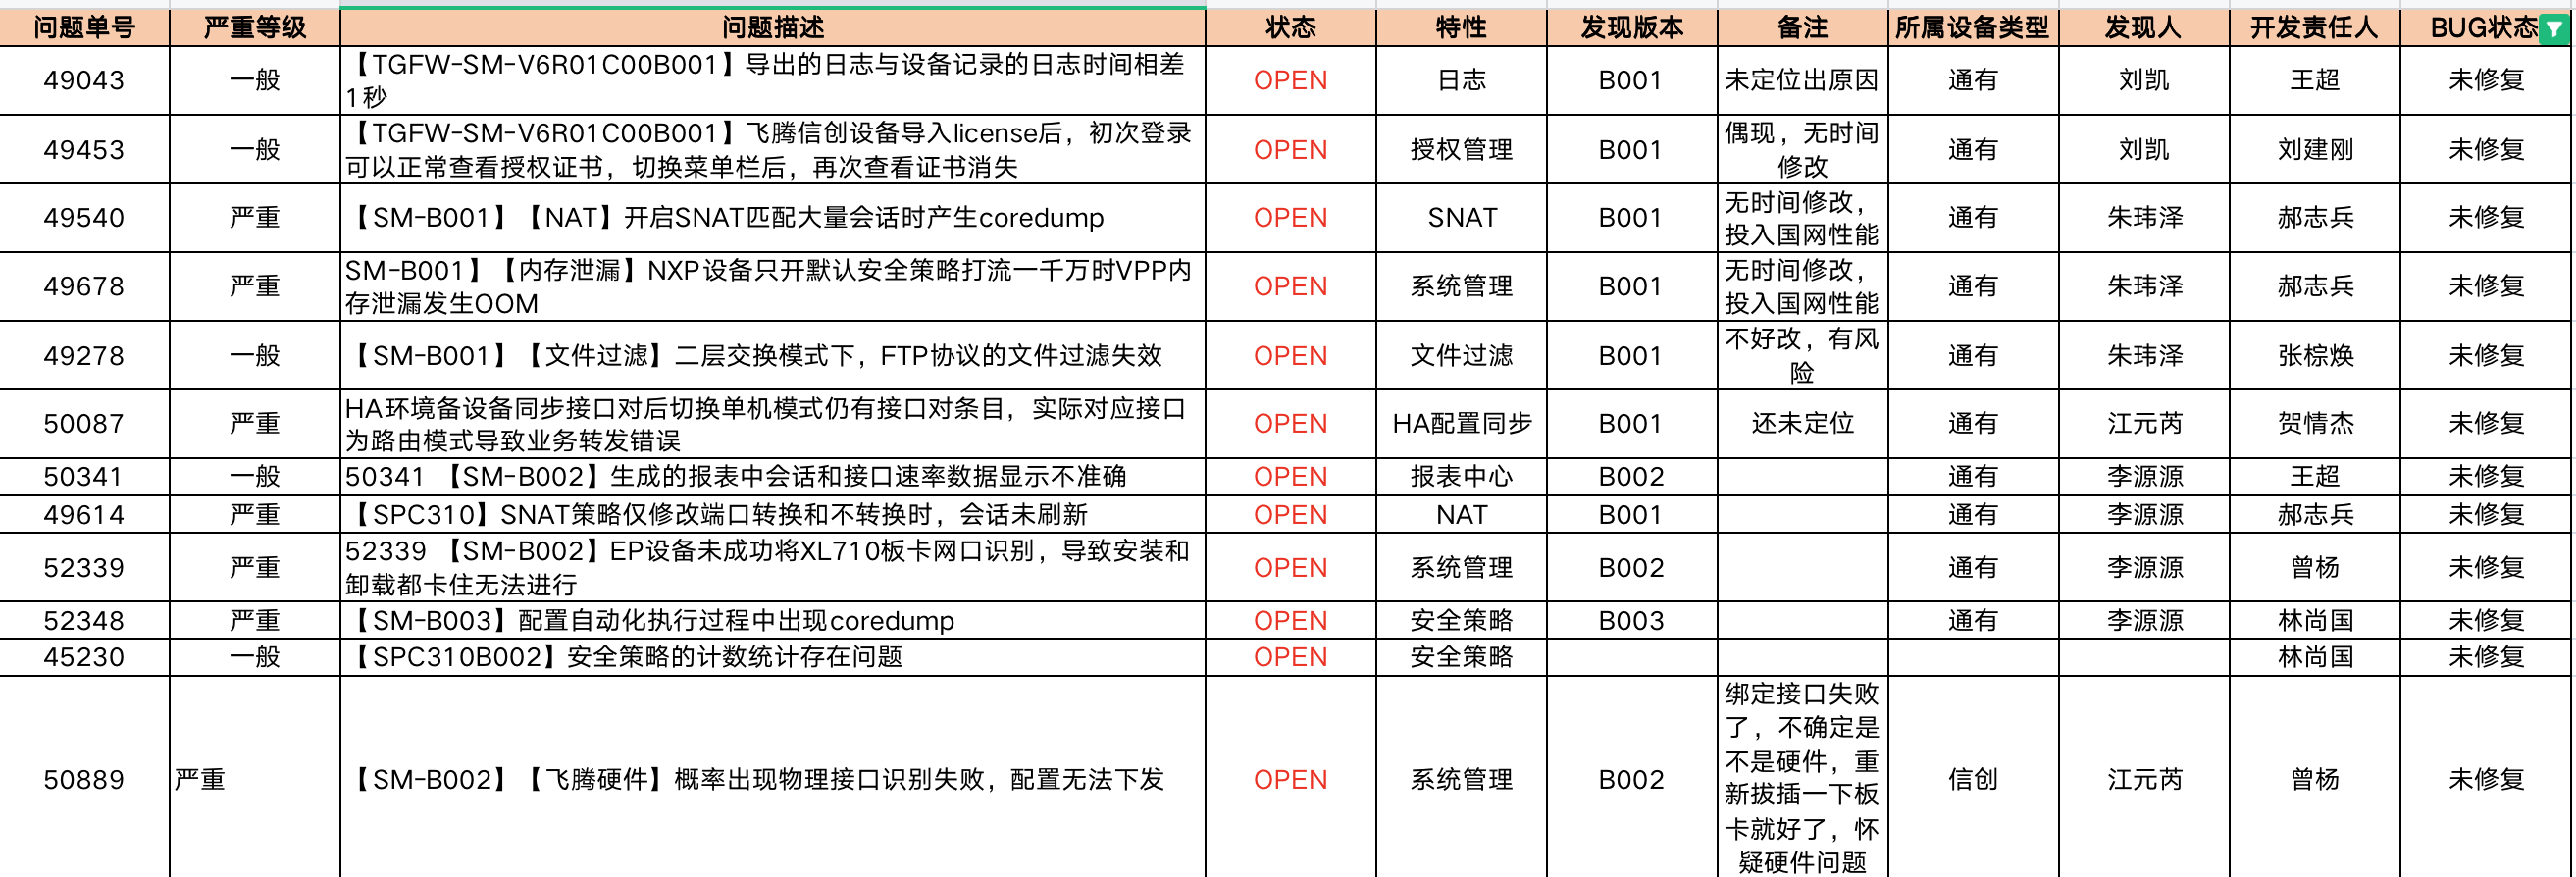 问题单号 严重等级 问题描述 状态 特性 发现版本 备注 所属设备类型 发现人 开发责任人 BUG状态
49043 一般 【TGFW-SM-V6R01C00B001】导出的日志与设备记录的日志时间相差
1秒 OPEN 日志 B001 未定位出原因 通有 刘凯 王超 未修复
49453 一般 【TGFW-SM-V6R01C00B001】飞腾信创设备导入license后，初次登录
可以正常查看授权证书，切换菜单栏后，再次查看证书消失 OPEN 授权管理 B001 偶现，无时间
修改 通有 刘凯 刘建刚 未修复
49540 严重 【SM-B001】【NAT】开启SNAT匹配大量会话时产生coredump OPEN SNAT B001 无时间修改，
投入国网性能 通有 朱玮泽 郝志兵 未修复
49678 严重 SM-B001】【内存泄漏】NXP设备只开默认安全策略打流一千万时VPP内
存泄漏发生OOM OPEN 系统管理 B001 无时间修改，
投入国网性能 通有 朱玮泽 郝志兵 未修复
49278 一般 【SM-B001】【文件过滤】二层交换模式下，FTP协议的文件过滤失效 OPEN 文件过滤 B001 不好改，有风
险 通有 朱玮泽 张棕焕 未修复
50087 严重 HA环境备设备同步接口对后切换单机模式仍有接口对条目，实际对应接口
为路由模式导致业务转发错误 OPEN HA配置同步 B001 还未定位 通有 江元芮 贺情杰 未修复
50341 一般 50341 【SM-B002】生成的报表中会话和接口速率数据显示不准确 OPEN 报表中心 B002 通有 李源源 王超 未修复
49614 严重 【SPC310】SNAT策略仅修改端口转换和不转换时，会话未刷新 OPEN NAT B001 通有 李源源 郝志兵 未修复
52339 严重 52339 【SM-B002】EP设备未成功将XL710板卡网口识别，导致安装和
卸载都卡住无法进行 OPEN 系统管理 B002 通有 李源源 曾杨 未修复
52348 严重 【SM-B003】配置自动化执行过程中出现coredump OPEN 安全策略 B003 通有 李源源 林尚国 未修复
45230 一般 【SPC310B002】安全策略的计数统计存在问题 OPEN 安全策略 林尚国 未修复
50889 严重 【SM-B002】【飞腾硬件】概率出现物理接口识别失败，配置无法下发 OPEN 系统管理 B002 绑定接口失败
了，不确定是
不是硬件，重
新拔插一下板
卡就好了，怀
疑硬件问题 信创 江元芮 曾杨 未修复